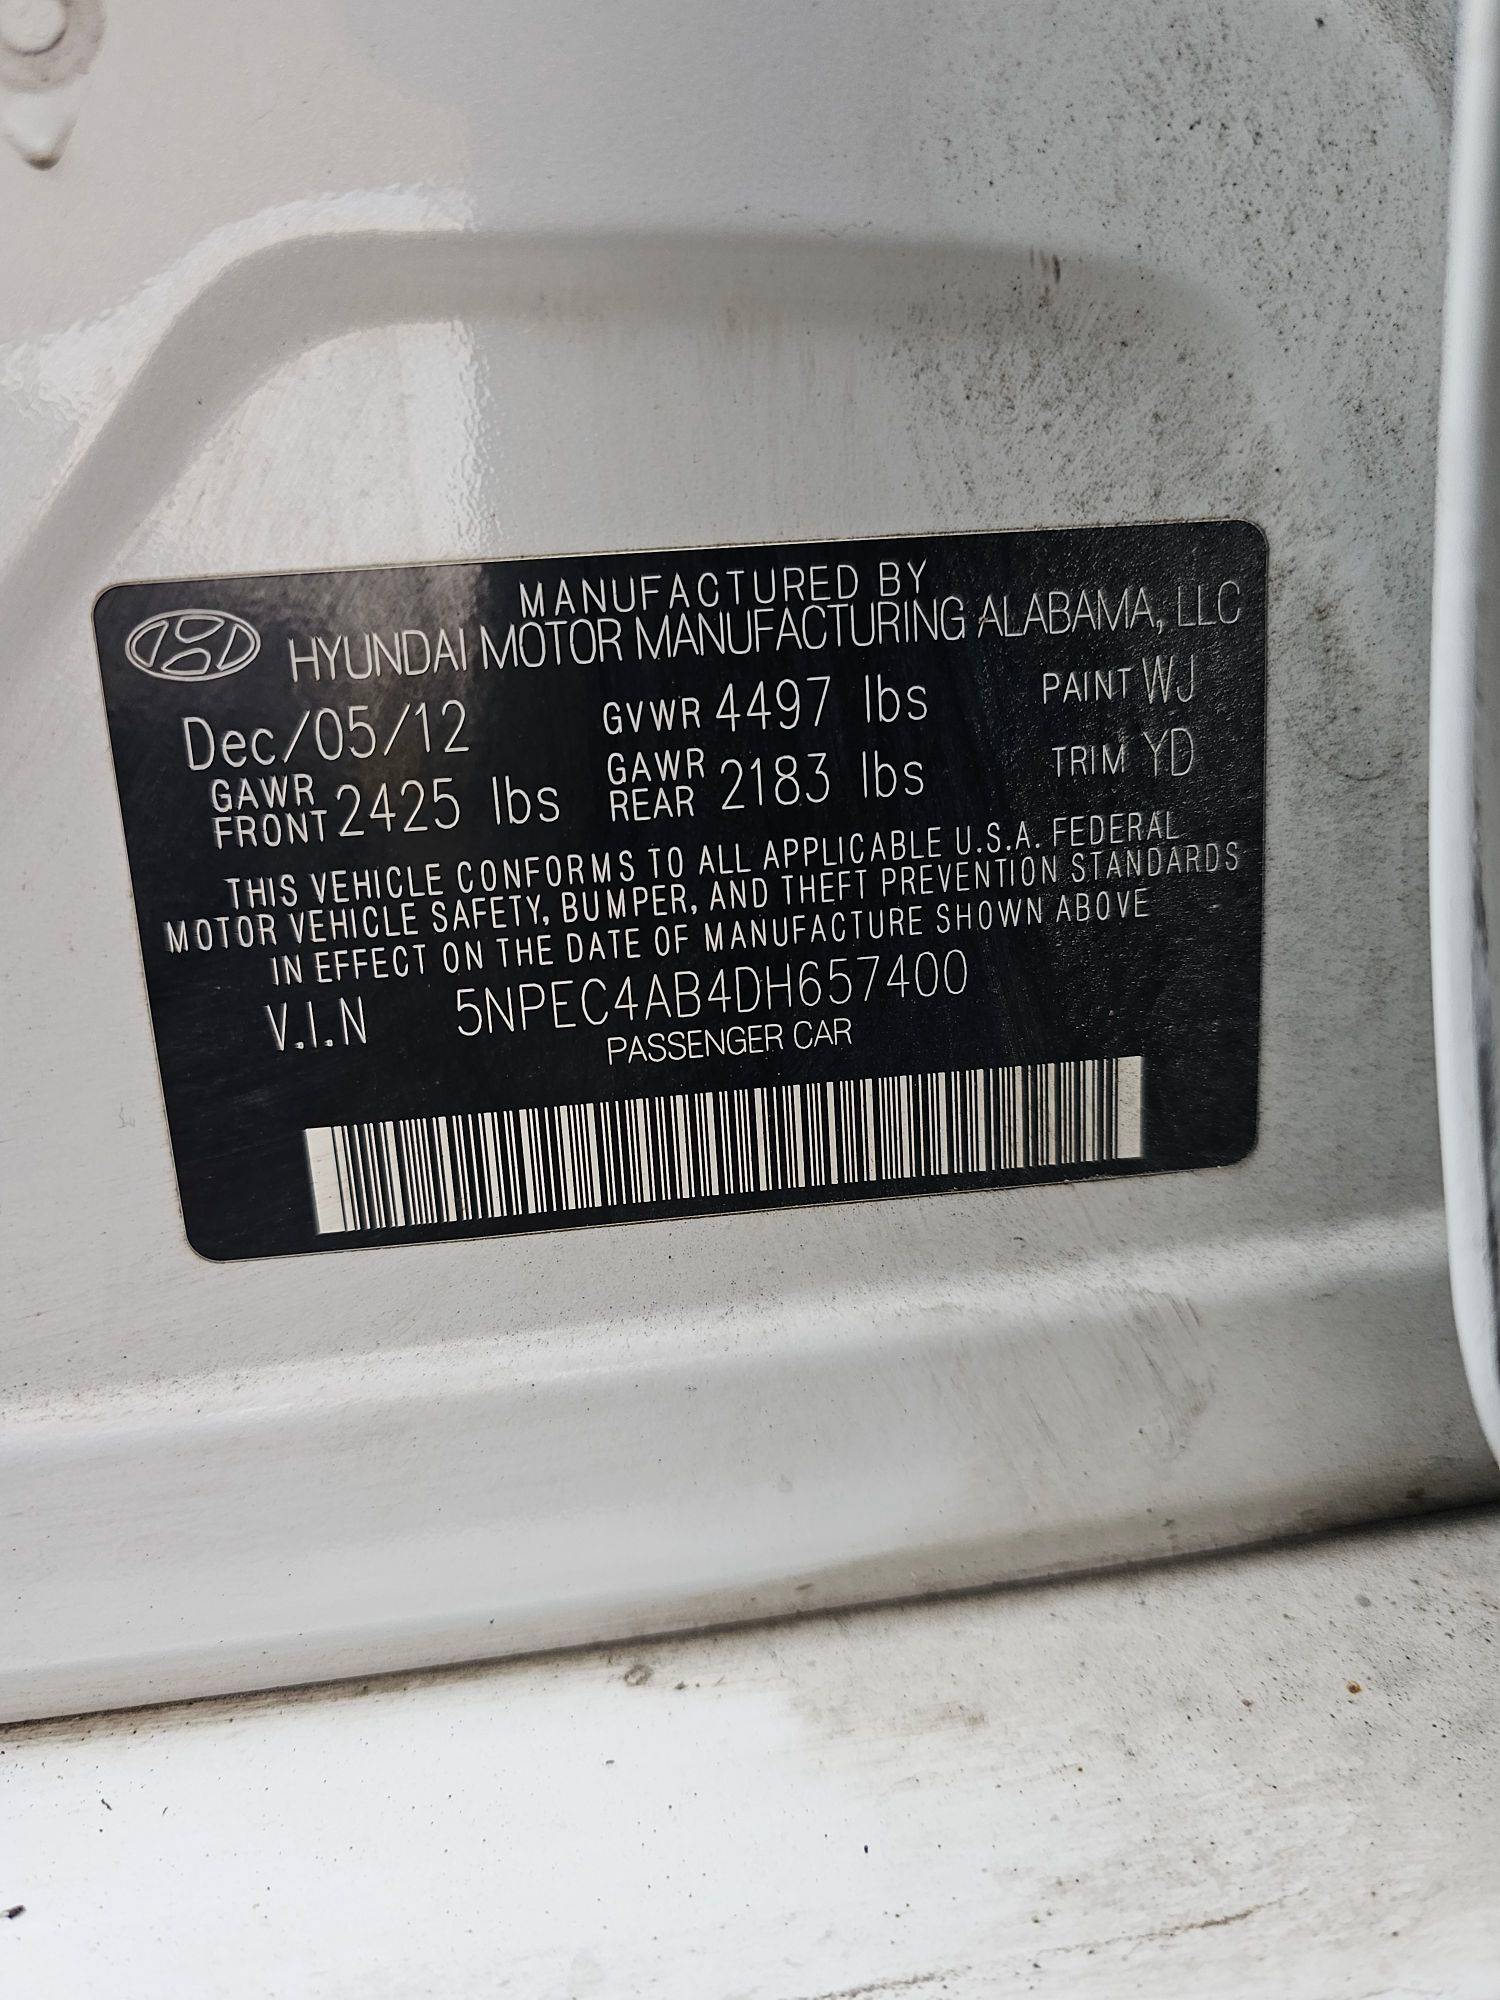 MANUFACTURED BY
HYUNDAI MOTOR MANUFACTURING ALABAMA, LLC
Dec/05/12 GVWR 4497 lbs PAINT WJ
GAWR FRONT 2425 lbs GAWR REAR 2183 lbs TRIM YD
THIS VEHICLE CONFORMS TO ALL APPLICABLE U.S.A. FEDERAL
MOTOR VEHICLE SAFETY, BUMPER, AND THEFT PREVENTION STANDARDS
IN EFFECT ON THE DATE OF MANUFACTURE SHOWN ABOVE
V.I.N 5NPEC4AB4DH657400
PASSENGER CAR